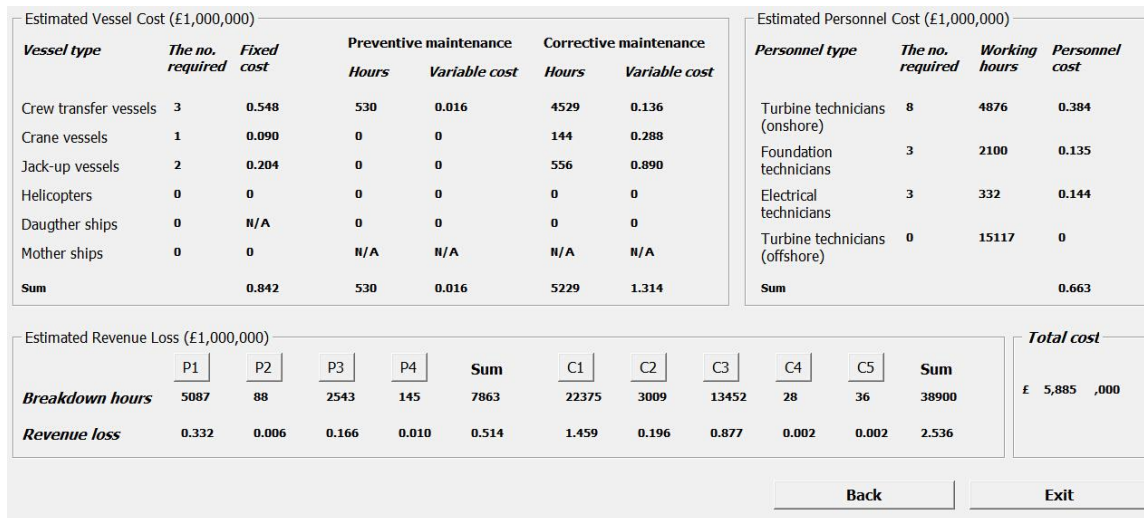 Estimated Vessel Cost (£1,000,000)
Vessel type The no. required Fixed cost Preventive maintenance Corrective maintenance
Hours Variable cost Hours Variable cost
Crew transfer vessels 3 0.548 530 0.016 4529 0.136
Crane vessels 1 0.090 0 0 144 0.288
Jack-up vessels 2 0.204 0 0 556 0.890
Helicopters 0 0 0 0 0 0
Daugther ships 0 N/A 0 0 0 0
Mother ships 0 0 N/A N/A N/A N/A
Sum 0.842 530 0.016 5229 1.314
Estimated Personnel Cost (£1,000,000)
Personnel type The no. required Working hours Personnel cost
Turbine technicians 8 4876 0.384
(onshore)
Foundation 3 2100 0.135
technicians
Electrical 3 332 0.144
technicians
Turbine technicians 0 15117 0
(offshore)
Sum 0.663
Estimated Revenue Loss (£1,000,000)
P1 P2 P3 P4 Sum C1 C2 C3 C4 C5 Sum
Breakdown hours 5087 88 2543 145 7863 22375 3009 13452 28 36 38900
Revenue loss 0.332 0.006 0.166 0.010 0.514 1.459 0.196 0.877 0.002 0.002 2.536
Total cost
£ 5,885 ,000
Back Exit